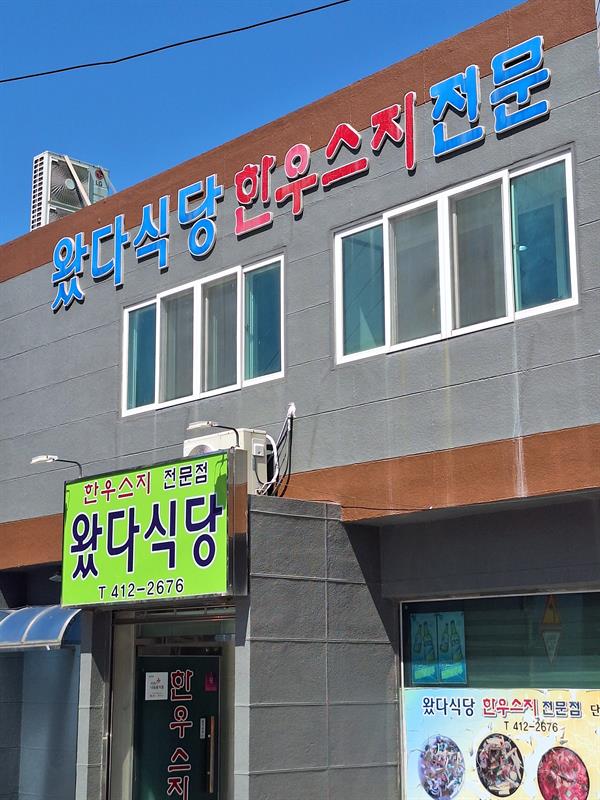 왔다식당 한우스지 전문
LG
한우스지 전문점
왔다식당
T 412-2676
한우스지
왔다식당 한우스지 전문점 단
T 412-2676